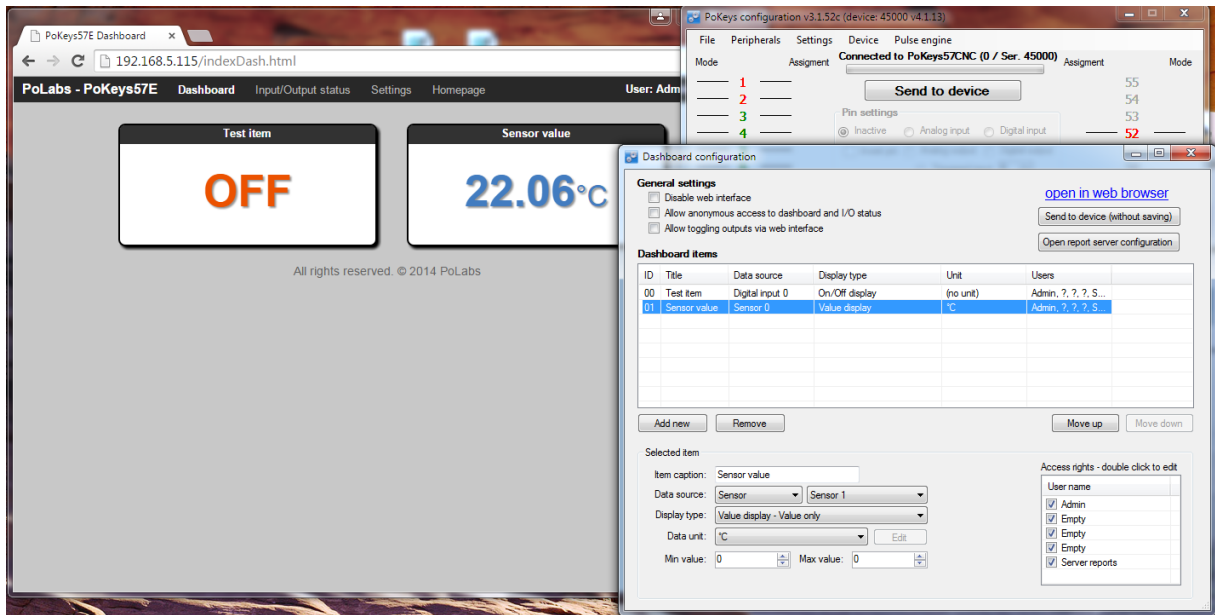 PoKeys57E Dashboard
192.168.5.115/indexDash.html
PoLabs - PoKeys57E Dashboard Input/Output status Settings Homepage User: Adm
Test item
OFF
Sensor value
22.06°C
All rights reserved. © 2014 PoLabs
PoKeys configuration v3.1.52c (device: 45000 v4.1.13)
File Peripherals Settings Device Pulse engine
Mode Assigment Connected to PoKeys57CNC (0 / Ser. 45000) Assigment Mode
1 55
2 Send to device 54
3 Pin settings 53
4 Inactive Analog input Digital input 52
Dashboard configuration
General settings
Disable web interface
Allow anonymous access to dashboard and I/O status
Allow toggling outputs via web interface
open in web browser
Send to device (without saving)
Open report server configuration
Dashboard items
ID Title Data source Display type Unit Users
00 Test item Digital input 0 On/Off display (no unit) Admin, ?, ?, ?, S...
01 Sensor value Sensor 0 Value display °C Admin, ?, ?, ?, S...
Add new Remove Move up Move down
Selected item
Item caption: Sensor value
Data source: Sensor Sensor 1
Display type: Value display - Value only
Data unit: °C Edit
Min value: 0 Max value: 0
Access rights - double click to edit
User name
Admin
Empty
Empty
Empty
Server reports